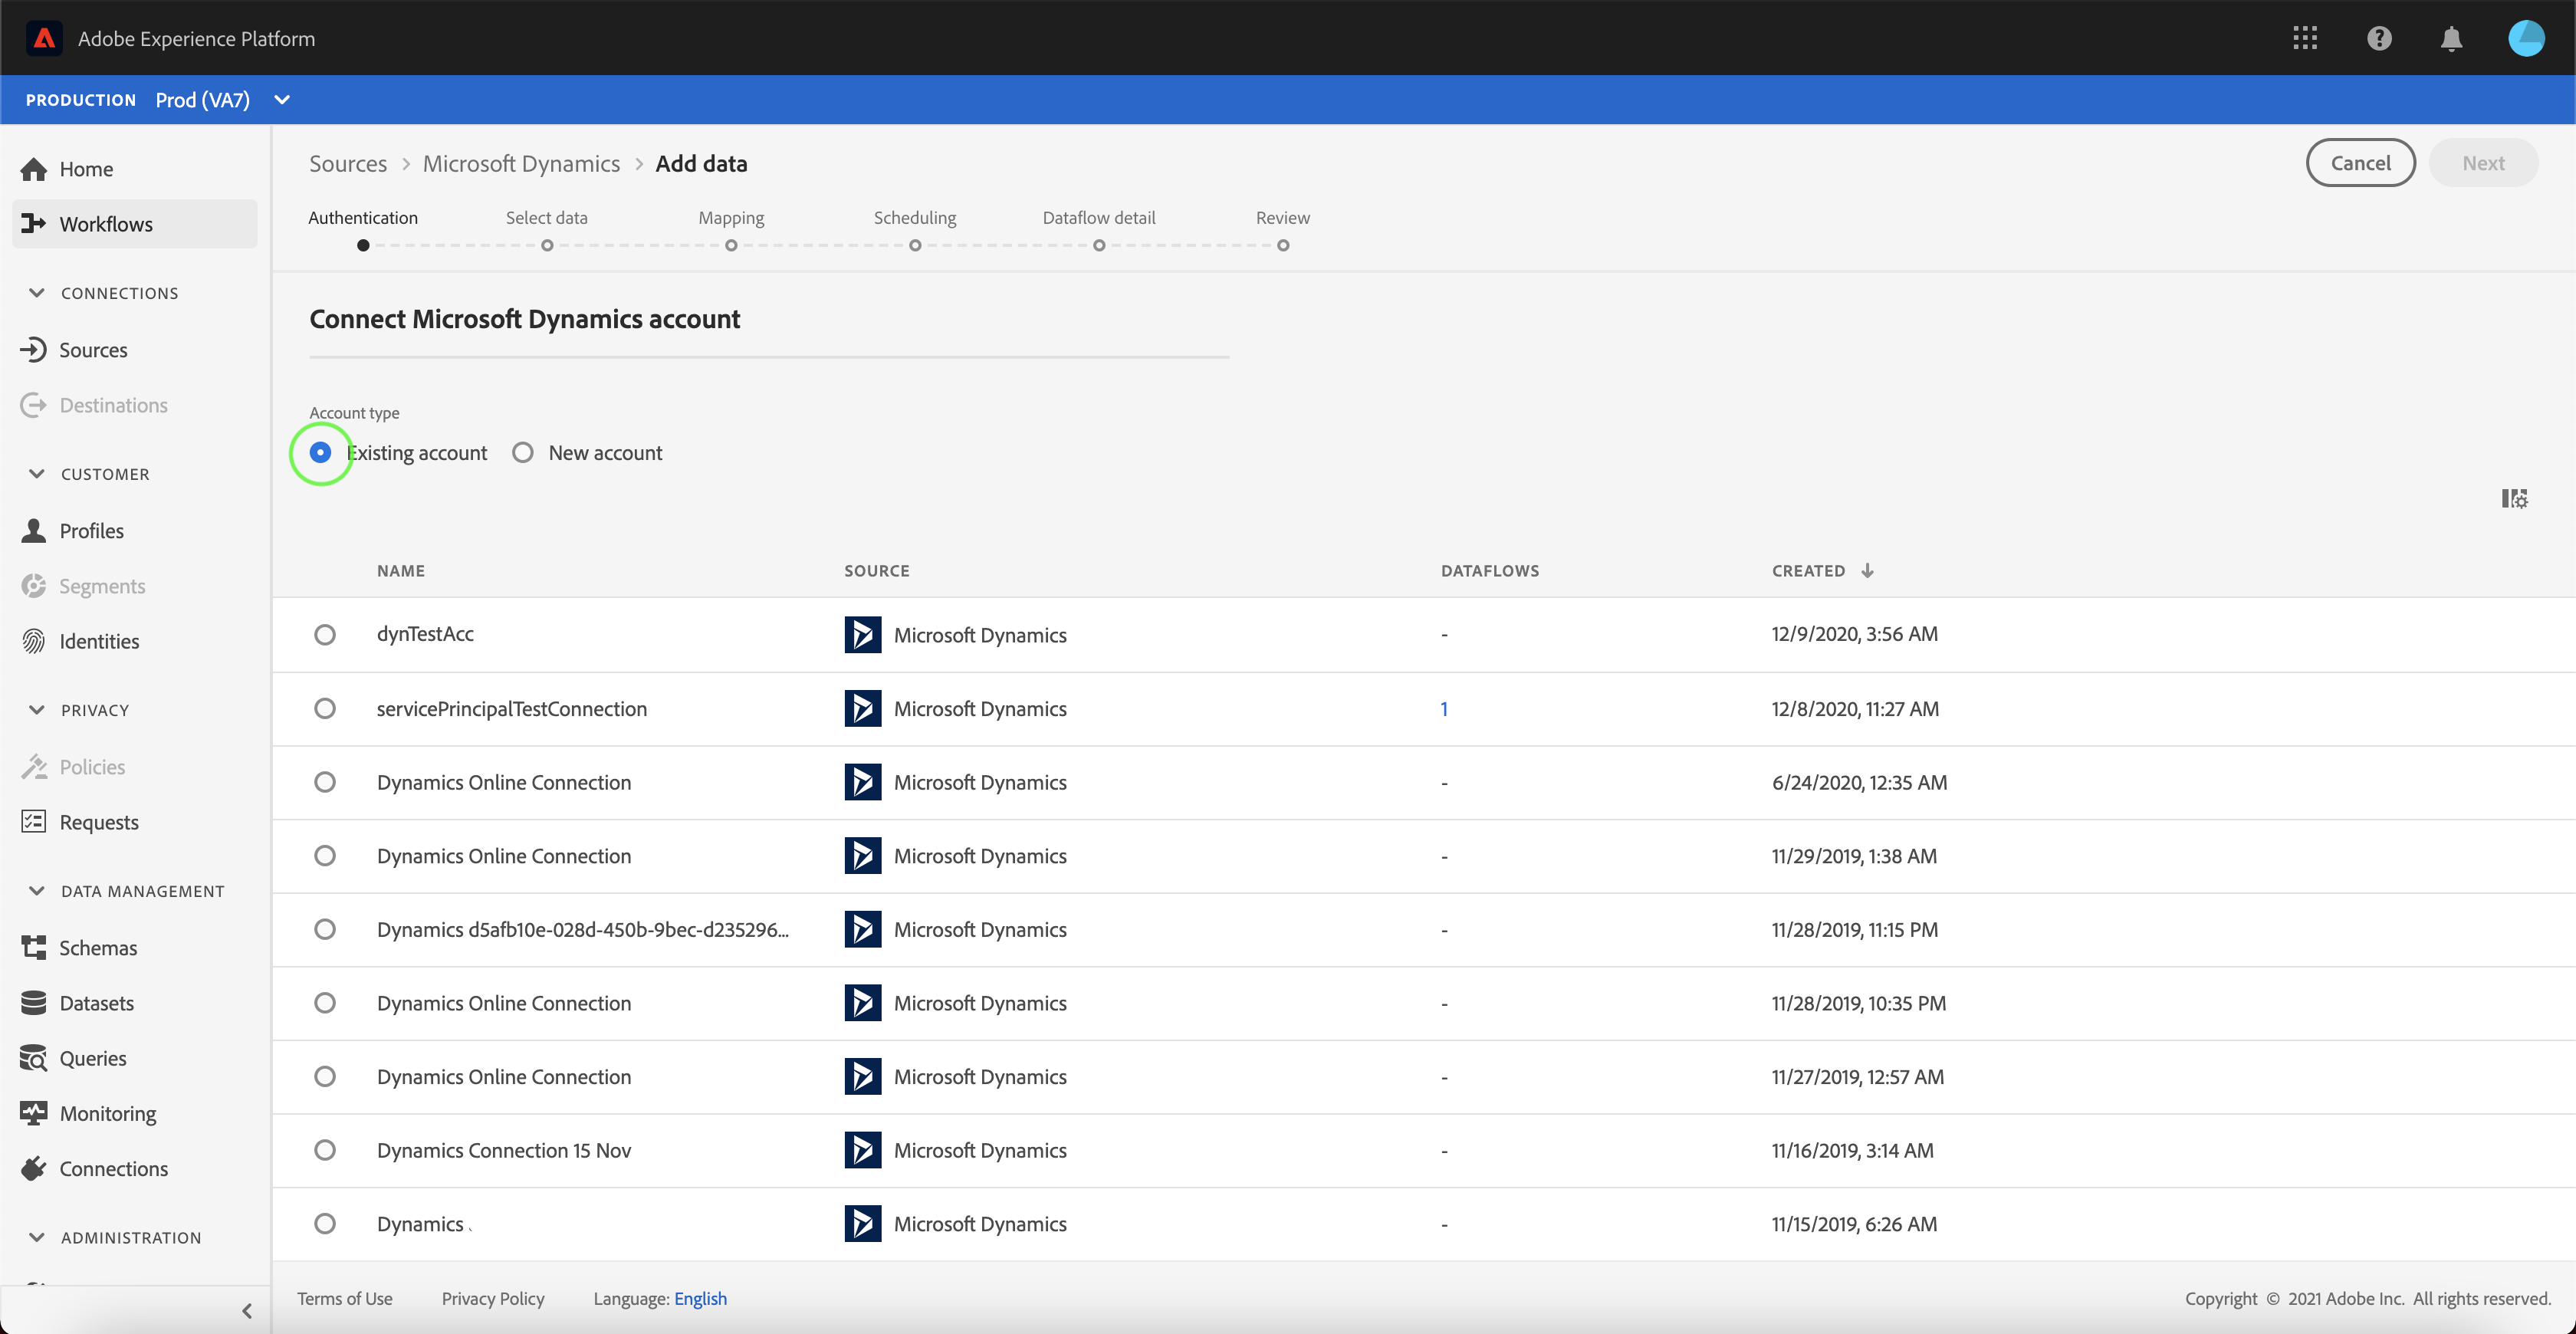 Adobe Experience Platform
PRODUCTION Prod (VA7)
Home
Workflows
CONNECTIONS
Sources
Destinations
CUSTOMER
Profiles
Segments
Identities
PRIVACY
Policies
Requests
DATA MANAGEMENT
Schemas
Datasets
Queries
Monitoring
Connections
ADMINISTRATION
Sources > Microsoft Dynamics > Add data
Cancel
Next
Authentication Select data Mapping Scheduling Dataflow detail Review
Connect Microsoft Dynamics account
Account type
Existing account New account
NAME SOURCE DATAFLOWS CREATED
dynTestAcc Microsoft Dynamics - 12/9/2020, 3:56 AM
servicePrincipalTestConnection Microsoft Dynamics 1 12/8/2020, 11:27 AM
Dynamics Online Connection Microsoft Dynamics - 6/24/2020, 12:35 AM
Dynamics Online Connection Microsoft Dynamics - 11/29/2019, 1:38 AM
Dynamics d5afb10e-028d-450b-9bec-d235296... Microsoft Dynamics - 11/28/2019, 11:15 PM
Dynamics Online Connection Microsoft Dynamics - 11/28/2019, 10:35 PM
Dynamics Online Connection Microsoft Dynamics - 11/27/2019, 12:57 AM
Dynamics Connection 15 Nov Microsoft Dynamics - 11/16/2019, 3:14 AM
Dynamics Microsoft Dynamics - 11/15/2019, 6:26 AM
Terms of Use Privacy Policy Language: English
Copyright © 2021 Adobe Inc. All rights reserved.